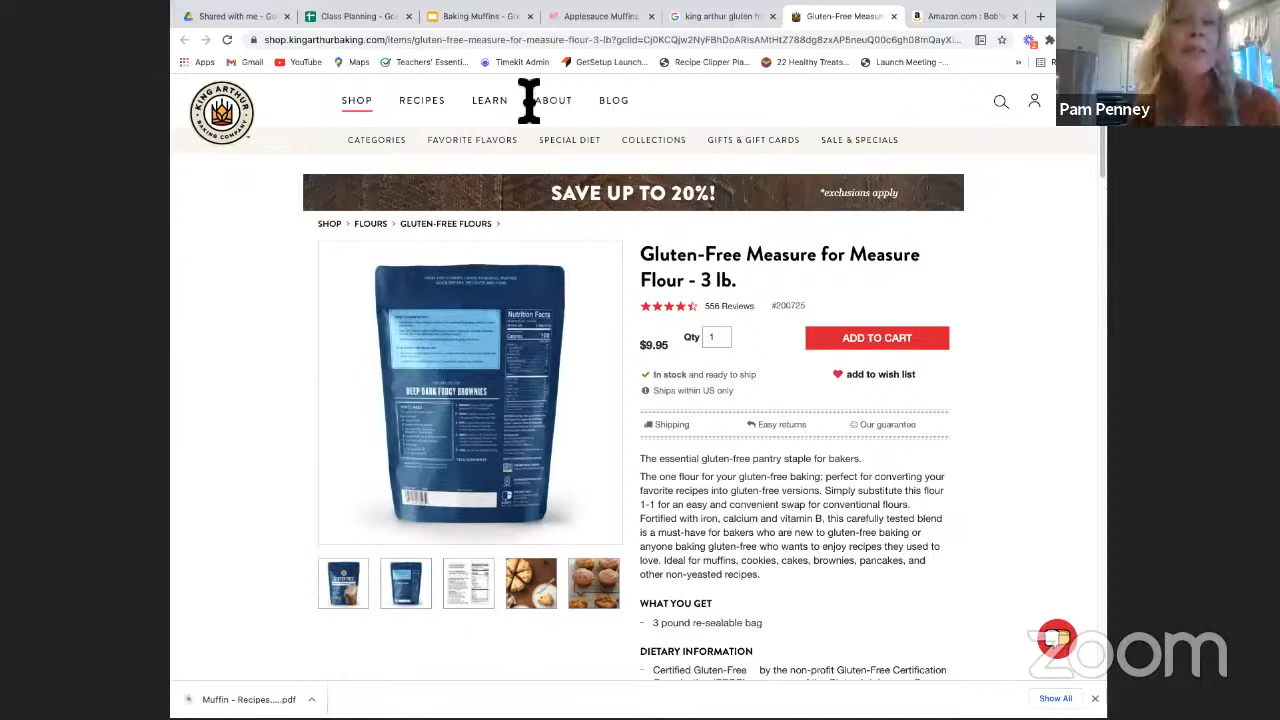 Shared with me - Go
Class Planning - Goo
Baking Muffins - Gix
Applesauce Muffins
king arthur gluten fr
Gluten-Free Measure
Amazon.com : Bob's
shop.kingarthurbaking.com/items/gluten-free-measure-for-measure-flour-3-lb?gclid=Cj0KCQjw2NyFBhDoARIsAMtHtZ788dg8zxAP5neuQ00jc6gh08mQayXi...
Apps
Gmail
YouTube
Maps
Teachers' Essenti...
Timekit Admin
GetSetup Launch...
Recipe Clipper Pla...
22 Healthy Treats...
Launch Meeting -...
»
Pam Penney
KING ARTHUR
BAKING COMPANY
SHOP
RECIPES
LEARN
ABOUT
BLOG
CATEGORIES
FAVORITE FLAVORS
SPECIAL DIET
COLLECTIONS
GIFTS & GIFT CARDS
SALE & SPECIALS
SAVE UP TO 20%!
*exclusions apply
SHOP > FLOURS > GLUTEN-FREE FLOURS >
Nutrition Facts
Calories
DEEP DARK FUDGY BROWNIES
Gluten-Free Measure for Measure
Flour - 3 lb.
556 Reviews
#200725
$9.95
Qty
1
ADD TO CART
In stock and ready to ship
add to wish list
Ships within US only
Shipping
Easy returns
Our guarantee
The essential gluten-free pantry staple for bakers.
The one flour for your gluten-free baking; perfect for converting your
favorite recipes into gluten-free versions. Simply substitute this flour
1-1 for an easy and convenient swap for conventional flours.
Fortified with iron, calcium and vitamin B, this carefully tested blend
is a must-have for bakers who are new to gluten-free baking or
anyone baking gluten-free who wants to enjoy recipes they used to
love. Ideal for muffins, cookies, cakes, brownies, pancakes, and
other non-yeasted recipes.
WHAT YOU GET
- 3 pound re-sealable bag
DIETARY INFORMATION
- Certified Gluten-Free by the non-profit Gluten-Free Certification
zoom
Muffin - Recipes.....pdf
Show All